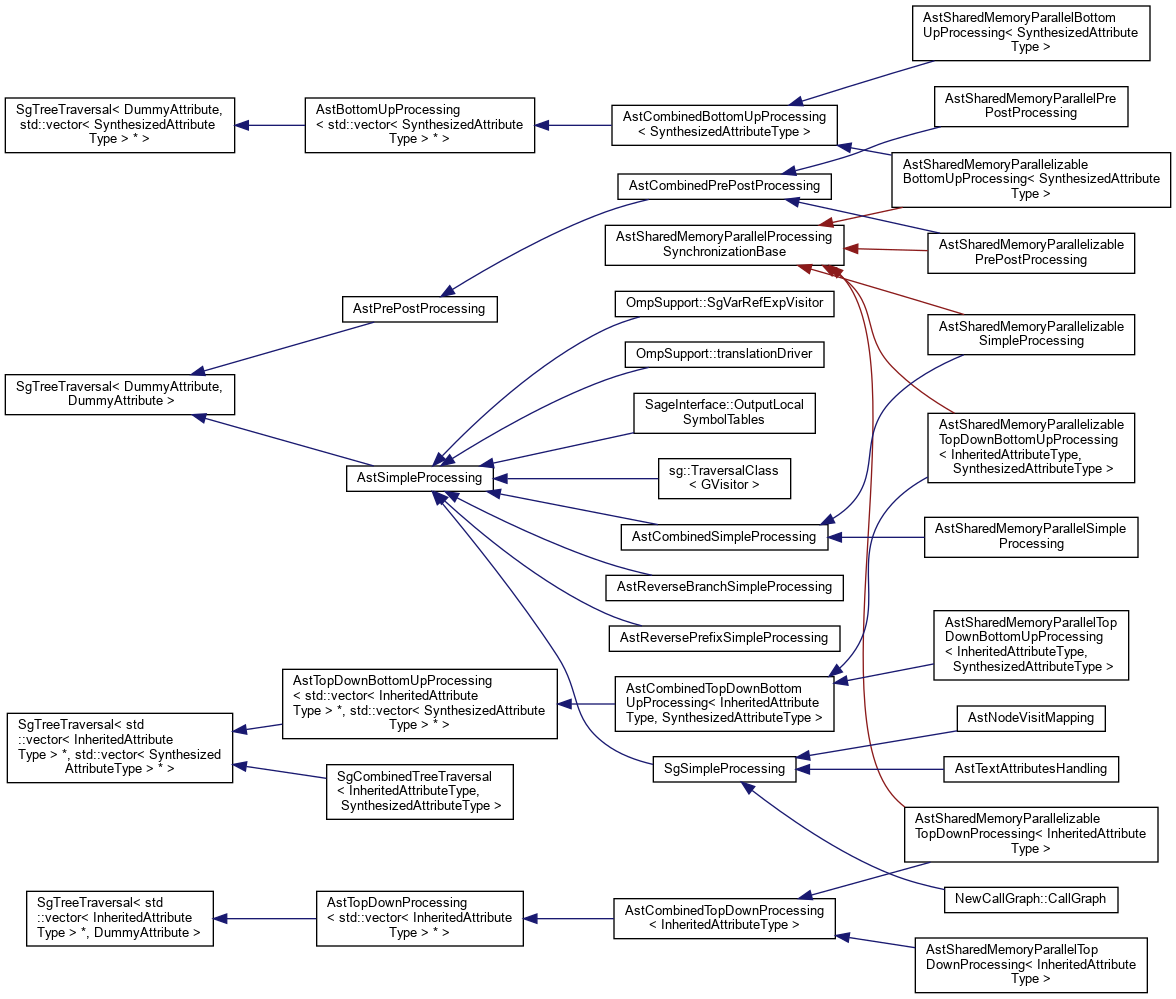 AstSharedMemoryParallelBottom
UpProcessing< SynthesizedAttribute
Type >
SgTreeTraversal< DummyAttribute,
std::vector< SynthesizedAttribute
Type > * >
AstBottomUpProcessing
< std::vector< SynthesizedAttribute
Type > * >
AstCombinedBottomUpProcessing
< SynthesizedAttributeType >
AstSharedMemoryParallelPre
PostProcessing
AstSharedMemoryParallelizable
BottomUpProcessing< SynthesizedAttribute
Type >
AstCombinedPrePostProcessing
AstSharedMemoryParallelProcessing
SynchronizationBase
AstSharedMemoryParallelizable
PrePostProcessing
AstPrePostProcessing
OmpSupport::SgVarRefExpVisitor
AstSharedMemoryParallelizable
SimpleProcessing
OmpSupport::translationDriver
SgTreeTraversal< DummyAttribute,
DummyAttribute >
SageInterface::OutputLocal
SymbolTables
AstSharedMemoryParallelizable
TopDownBottomUpProcessing
< InheritedAttributeType,
SynthesizedAttributeType >
AstSimpleProcessing
sg::TraversalClass
< GVisitor >
AstCombinedSimpleProcessing
AstSharedMemoryParallelSimple
Processing
AstReverseBranchSimpleProcessing
AstReversePrefixSimpleProcessing
AstSharedMemoryParallelTop
DownBottomUpProcessing
< InheritedAttributeType,
SynthesizedAttributeType >
AstTopDownBottomUpProcessing
< std::vector< InheritedAttribute
Type > *, std::vector< SynthesizedAttribute
Type > * >
AstCombinedTopDownBottom
UpProcessing< InheritedAttribute
Type, SynthesizedAttributeType >
SgTreeTraversal< std
::vector< InheritedAttribute
Type > *, std::vector< Synthesized
AttributeType > * >
AstNodeVisitMapping
SgSimpleProcessing
AstTextAttributesHandling
SgCombinedTreeTraversal
< InheritedAttributeType,
SynthesizedAttributeType >
AstSharedMemoryParallelizable
TopDownProcessing< InheritedAttribute
Type >
NewCallGraph::CallGraph
SgTreeTraversal< std
::vector< InheritedAttribute
Type > *, DummyAttribute >
AstTopDownProcessing
< std::vector< InheritedAttribute
Type > * >
AstCombinedTopDownProcessing
< InheritedAttributeType >
AstSharedMemoryParallelTop
DownProcessing< InheritedAttribute
Type >